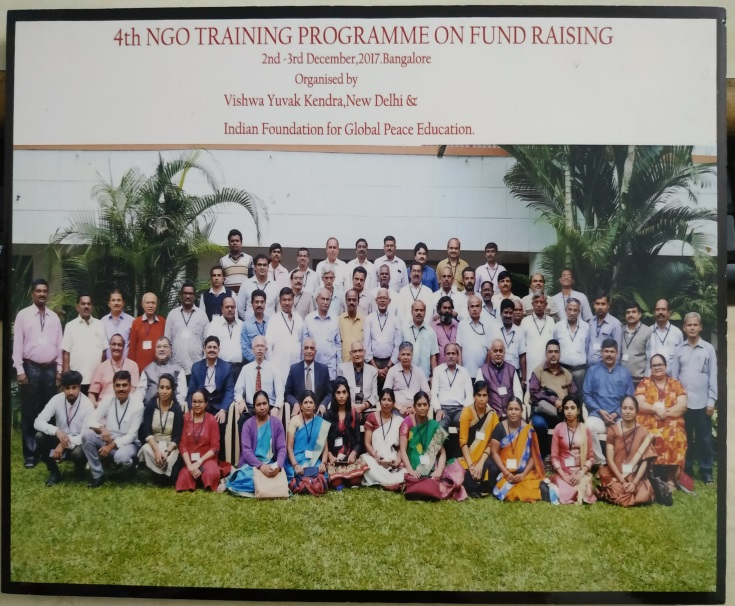 4th NGO TRAINING PROGRAMME ON FUND RAISING
2nd -3rd December,2017.Bangalore
Organised by
Vishwa Yuvak Kendra,New Delhi &
Indian Foundation for Global Peace Education.